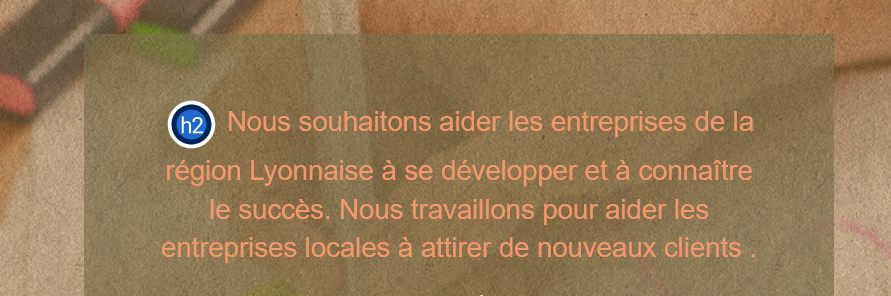 h2 Nous souhaitons aider les entreprises de la
région Lyonnaise à se développer et à connaître
le succès. Nous travaillons pour aider les
entreprises locales à attirer de nouveaux clients .